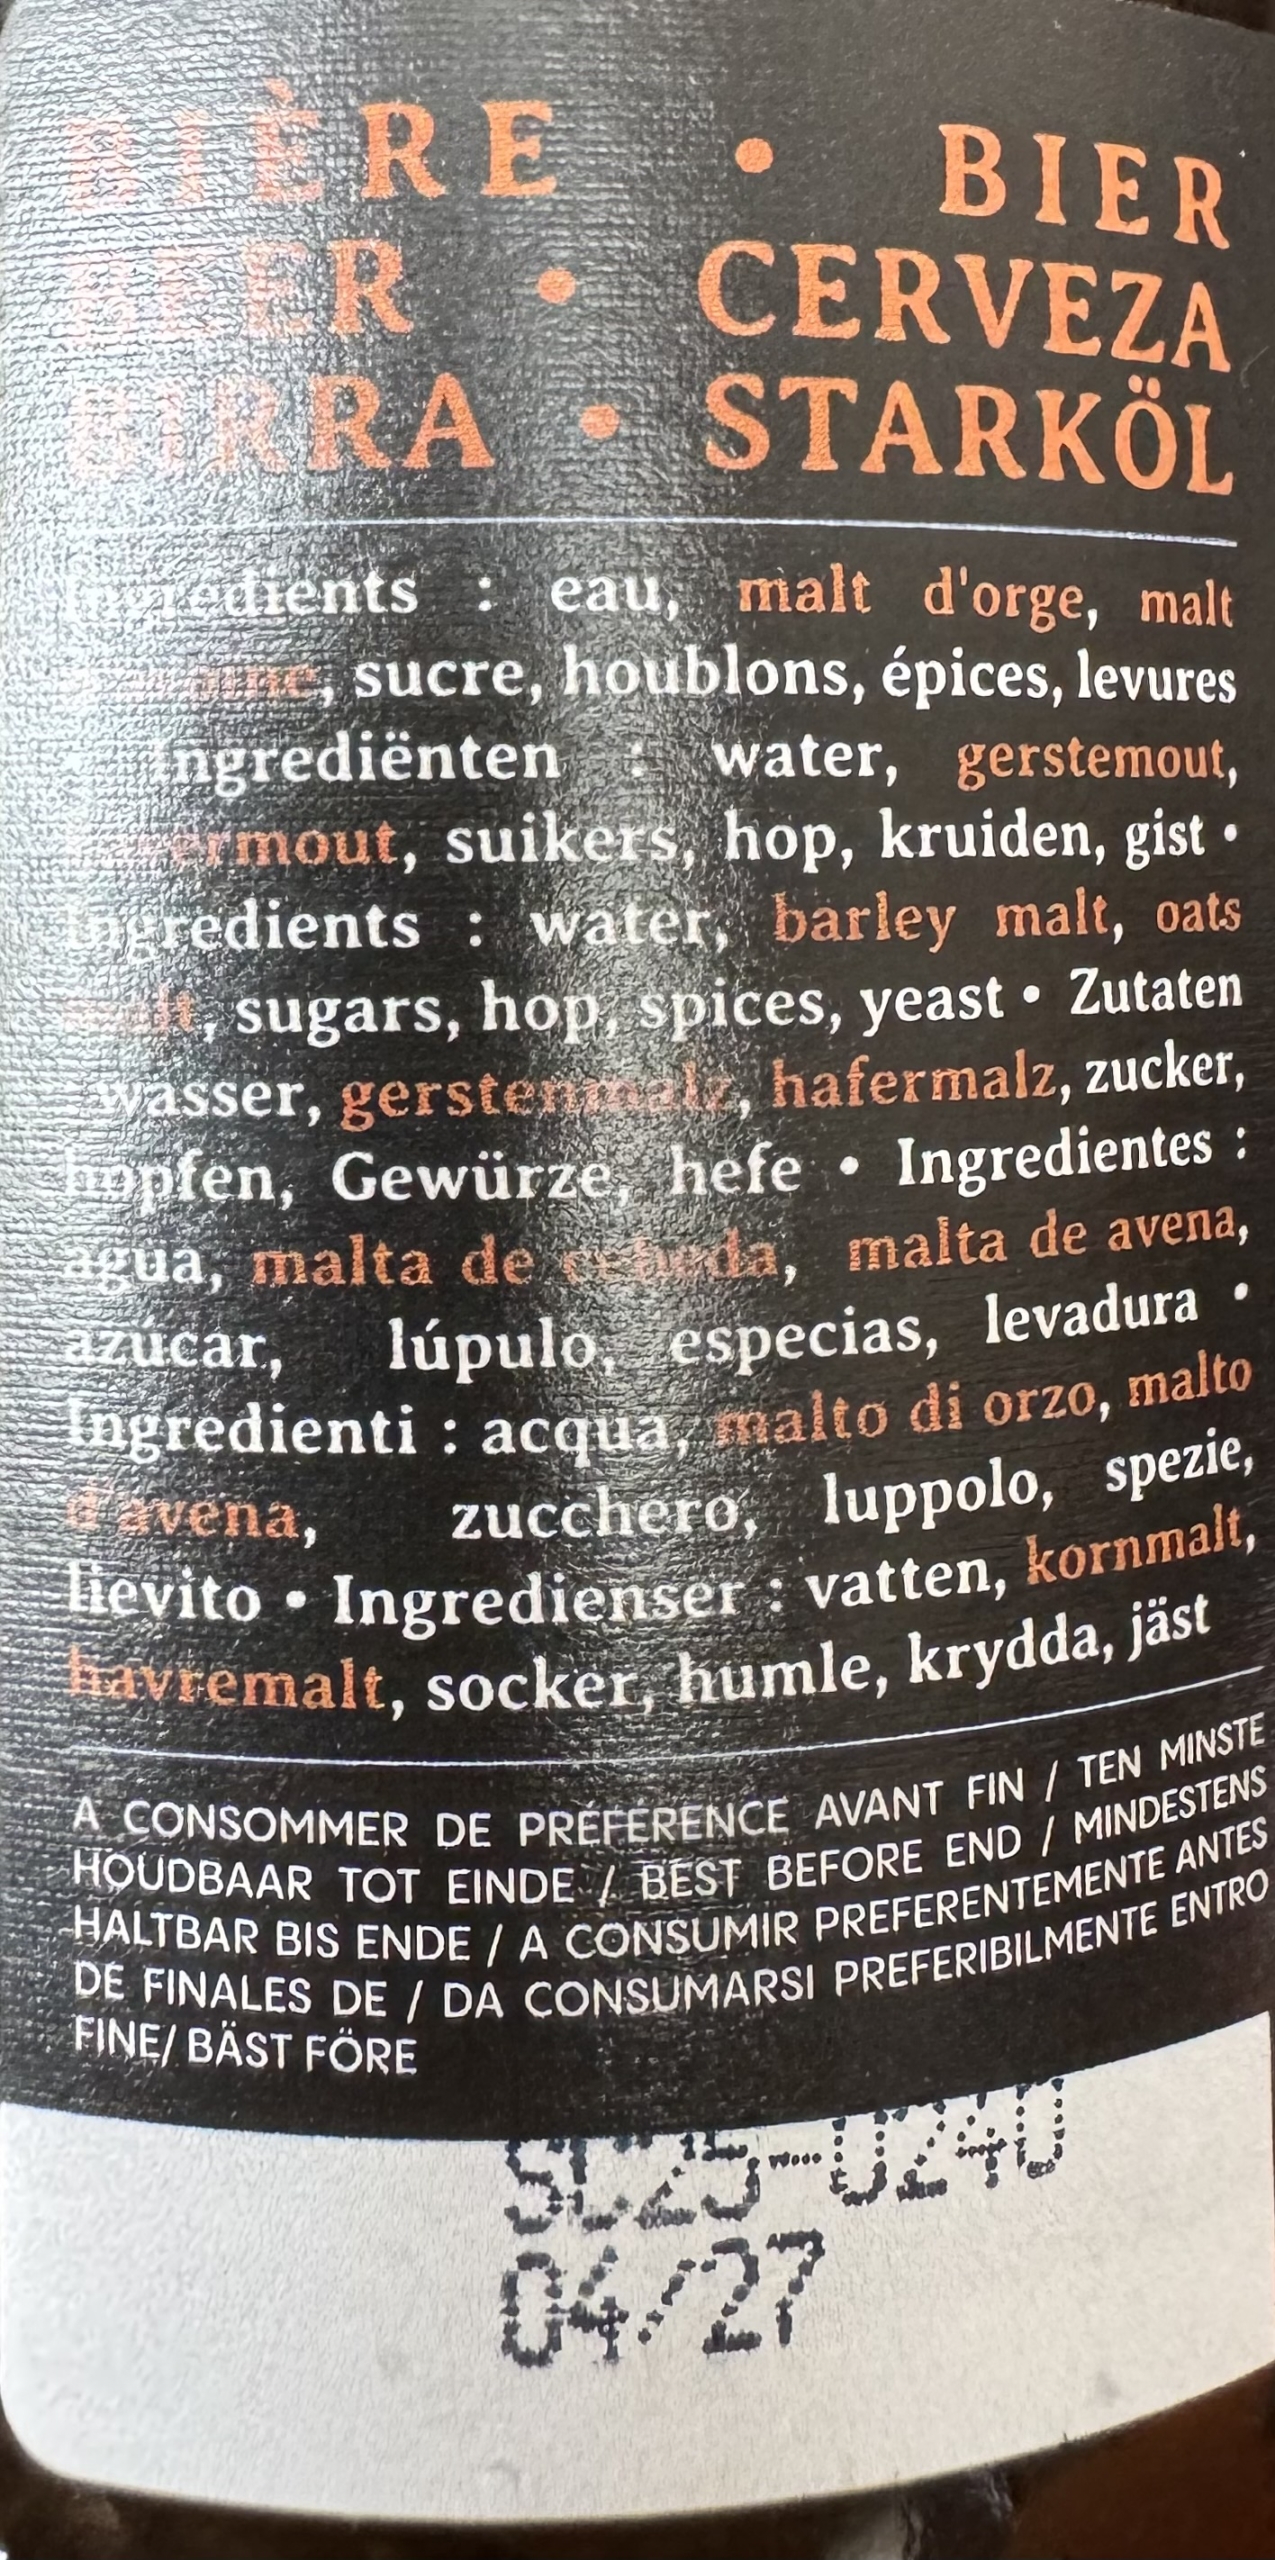 BIÈRE • BIER
BEER • CERVEZA
BIRRA • STARKÖL
Ingredients : eau, malt d'orge, malt
sucre, houblons, épices, levures
Ingrediënten : water, gerstemout,
havermout, suikers, hop, kruiden, gist •
Ingredients : water, barley malt, oats
malt, sugars, hop, spices, yeast • Zutaten
wasser, gerstenmalz, hafermalz, zucker,
hopfen, Gewürze, hefe • Ingredientes :
agua, malta de cebada, malta de avena,
azúcar, lúpulo, especias, levadura •
Ingredienti : acqua, malto di orzo, malto
d'avena, zucchero, luppolo, spezie,
lievito • Ingredienser : vatten, kornmalt,
havremalt, socker, humle, krydda, jäst
A CONSOMMER DE PREFERENCE AVANT FIN / TEN MINSTE
HOUDBAAR TOT EINDE / BEST BEFORE END / MINDESTENS
HALTBAR BIS ENDE / A CONSUMIR PREFERENTEMENTE ANTES
DE FINALES DE / DA CONSUMARSI PREFERIBILMENTE ENTRO
FINE/ BÄST FÖRE
04/27